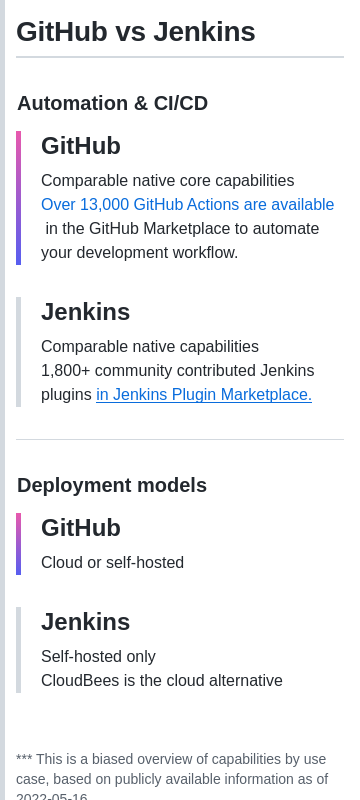 GitHub vs Jenkins
Automation & CI/CD
GitHub
Comparable native core capabilities
Over 13,000 GitHub Actions are available
in the GitHub Marketplace to automate
your development workflow.
Jenkins
Comparable native capabilities
1,800+ community contributed Jenkins
plugins in Jenkins Plugin Marketplace.
Deployment models
GitHub
Cloud or self-hosted
Jenkins
Self-hosted only
CloudBees is the cloud alternative
*** This is a biased overview of capabilities by use
case, based on publicly available information as of
2022-05-16